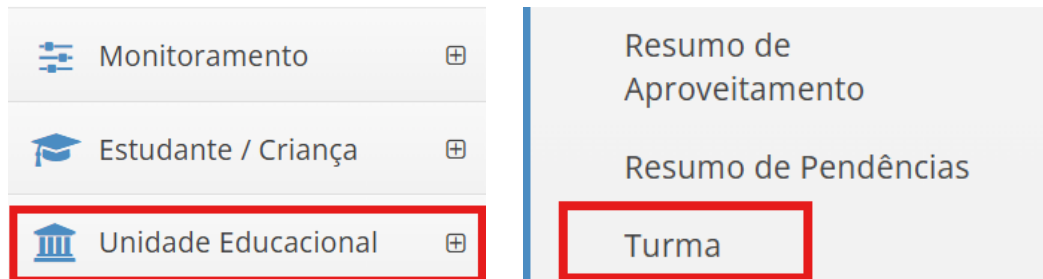 Monitoramento
Estudante / Criança
Unidade Educacional
Resumo de
Aproveitamento
Resumo de Pendências
Turma